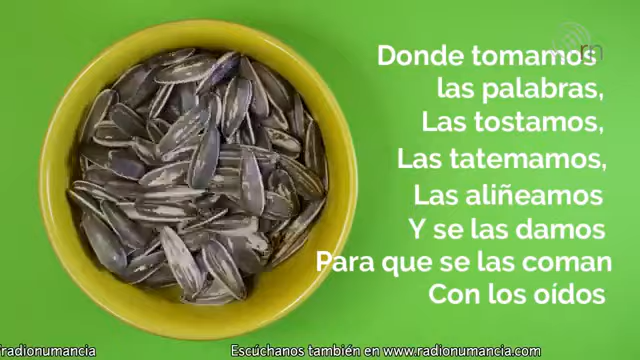 Donde tomamos
las palabras,
Las tostamos,
Las tatemamos,
Las aliñeamos
Y se las damos
Para que se las coman
Con los oídos
rn
radionumancia Escúchanos también en www.radionumancia.com